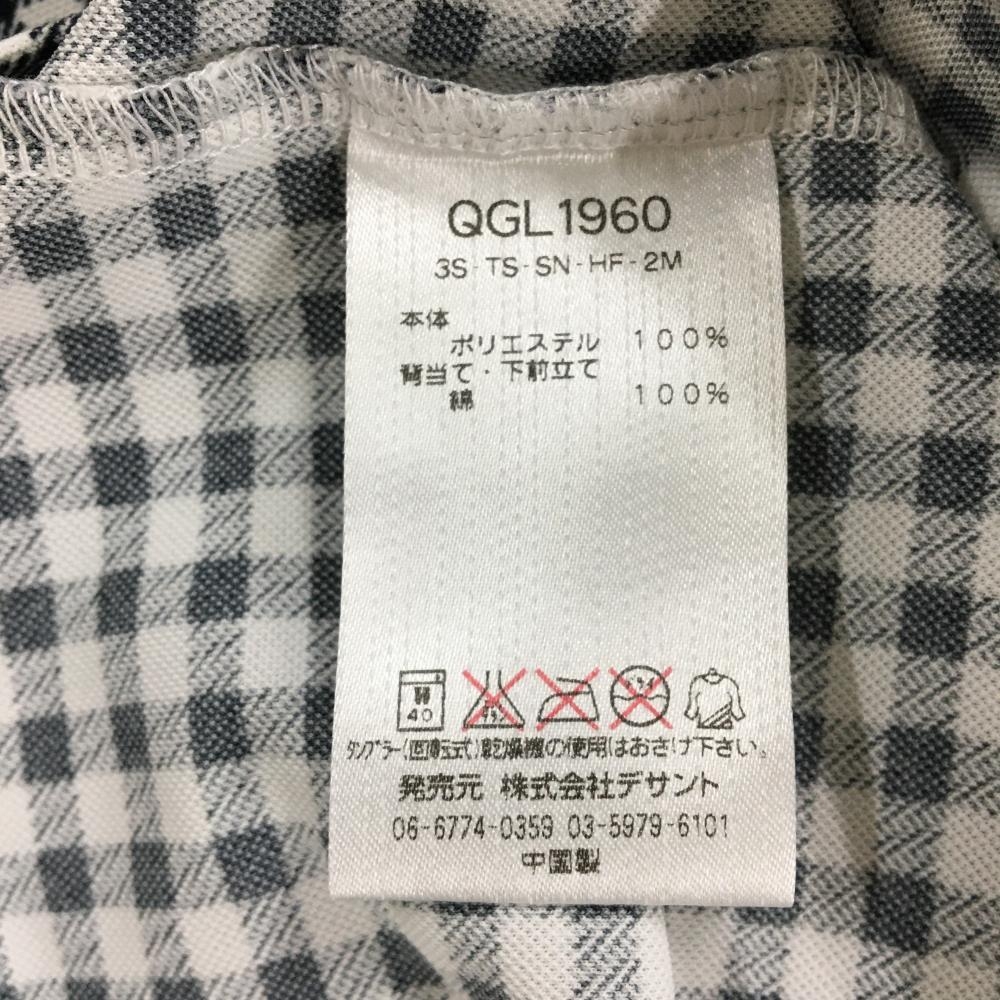 QGL1960
3S-TS-SN-HF-2M
本体
ポリエステル 100%
背当て・下前立て
綿 100%
40
タンブラー(回転式)乾燥機の使用はおさけ下さい。
発売元 株式会社デサント
06-6774-0359 03-5979-6101
中国製